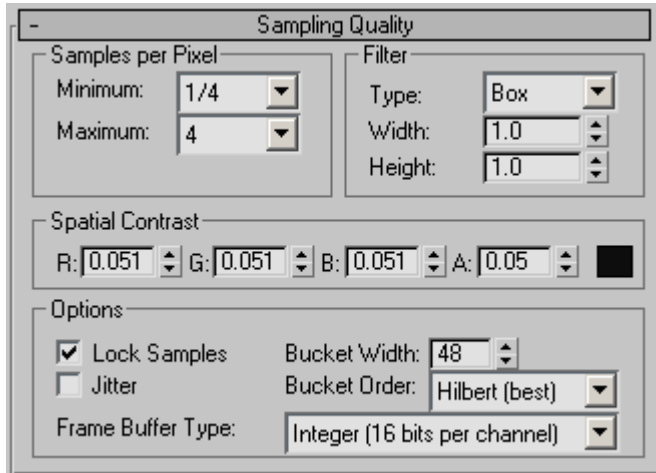 - Sampling Quality
Samples per Pixel
Minimum: 1/4
Maximum: 4
Filter
Type: Box
Width: 1.0
Height: 1.0
Spatial Contrast
R: 0.051 G: 0.051 B: 0.051 A: 0.05
Options
Lock Samples Bucket Width: 48
Jitter Bucket Order: Hilbert (best)
Frame Buffer Type: Integer (16 bits per channel)